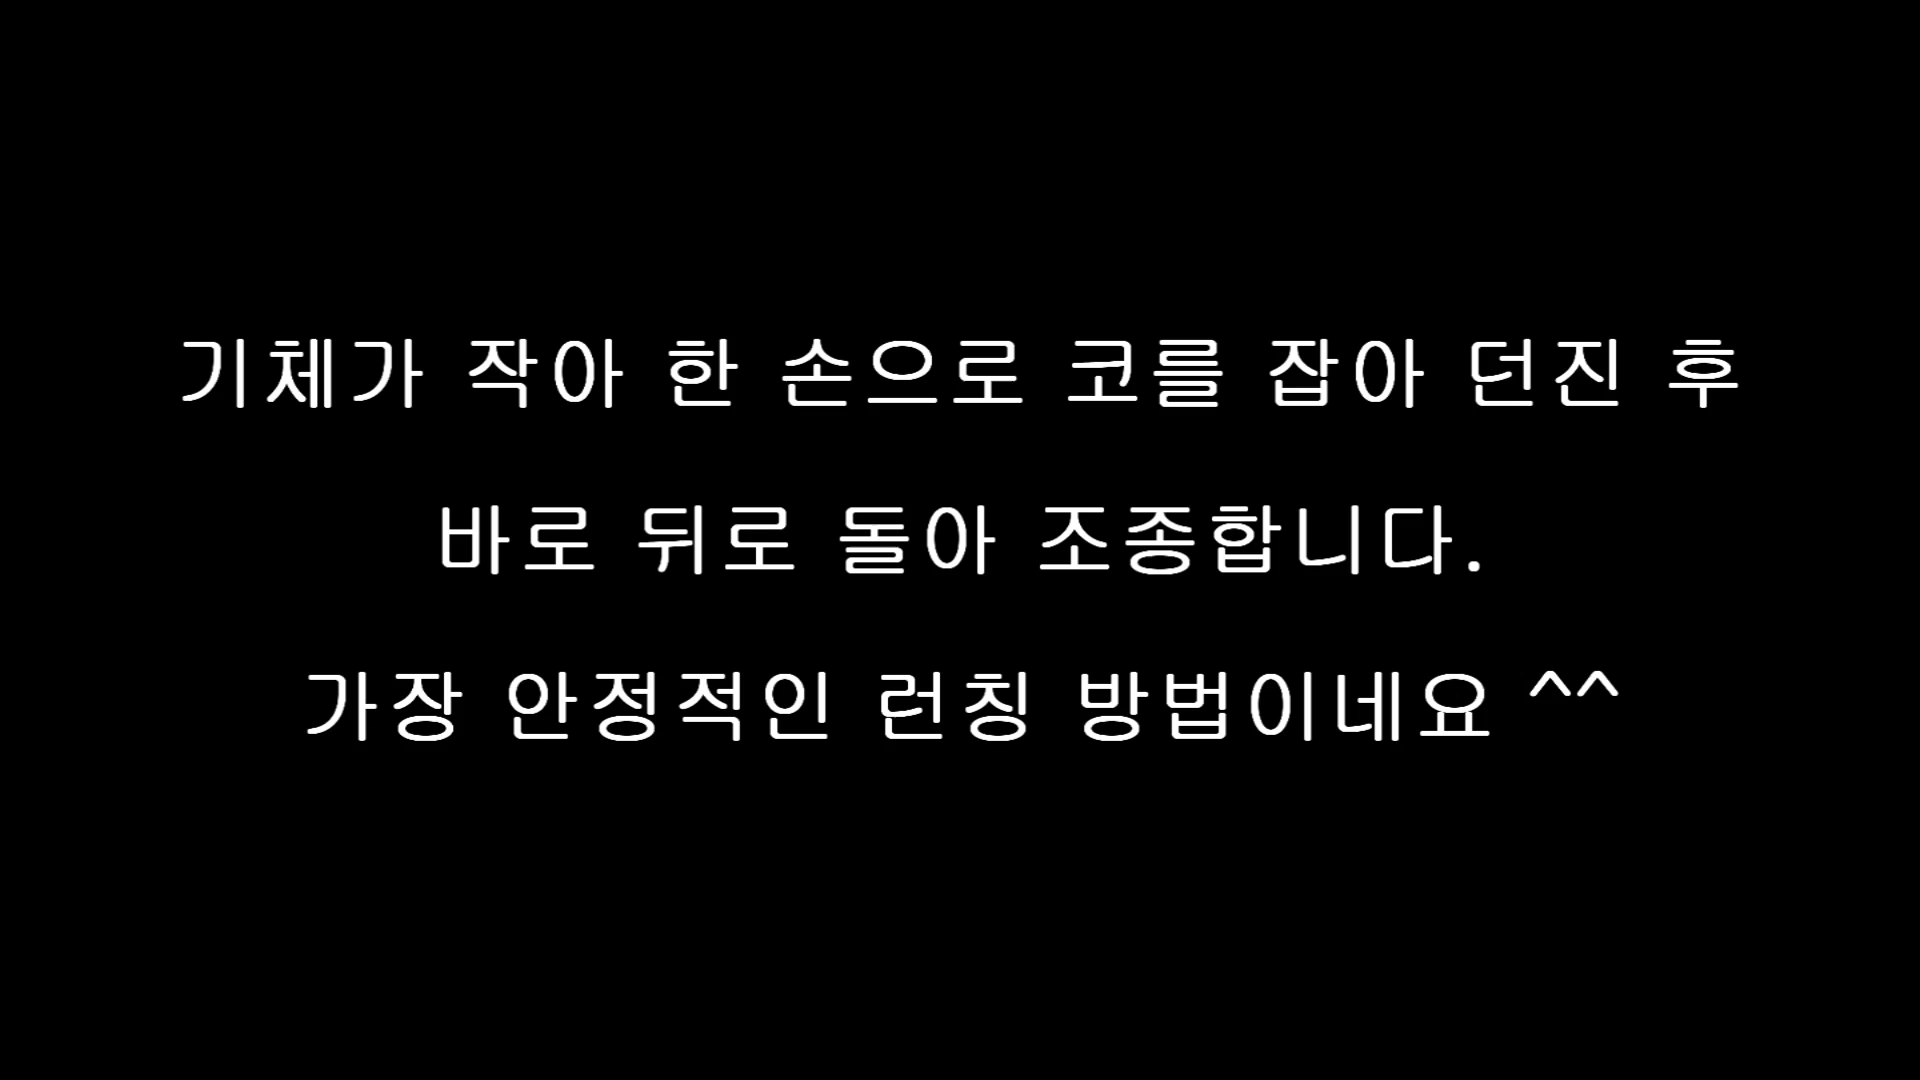 기체가 작아 한 손으로 코를 잡아 던진 후
바로 뒤로 돌아 조종합니다.
가장 안정적인 런칭 방법이네요 ^^